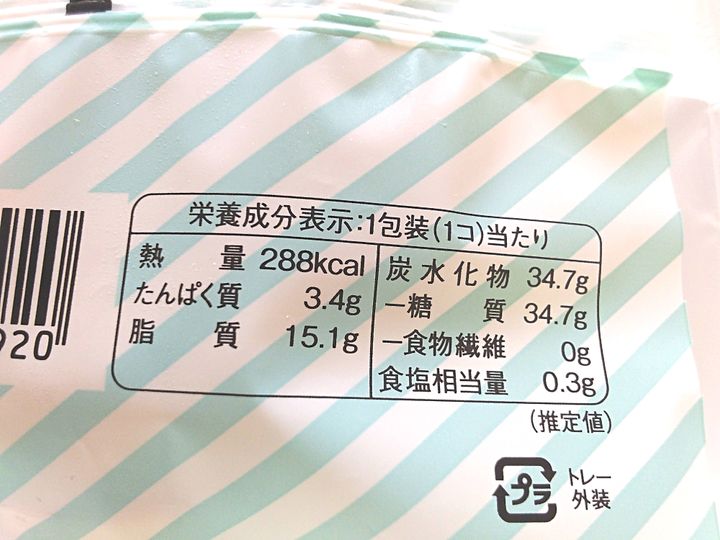 栄養成分表示:1包装(1コ)当たり
熱量 288kcal
たんぱく質 3.4g
脂質 15.1g
炭水化物 34.7g
−糖質 34.7g
−食物繊維 0g
食塩相当量 0.3g
(推定値)
920
プラ
トレー
外装